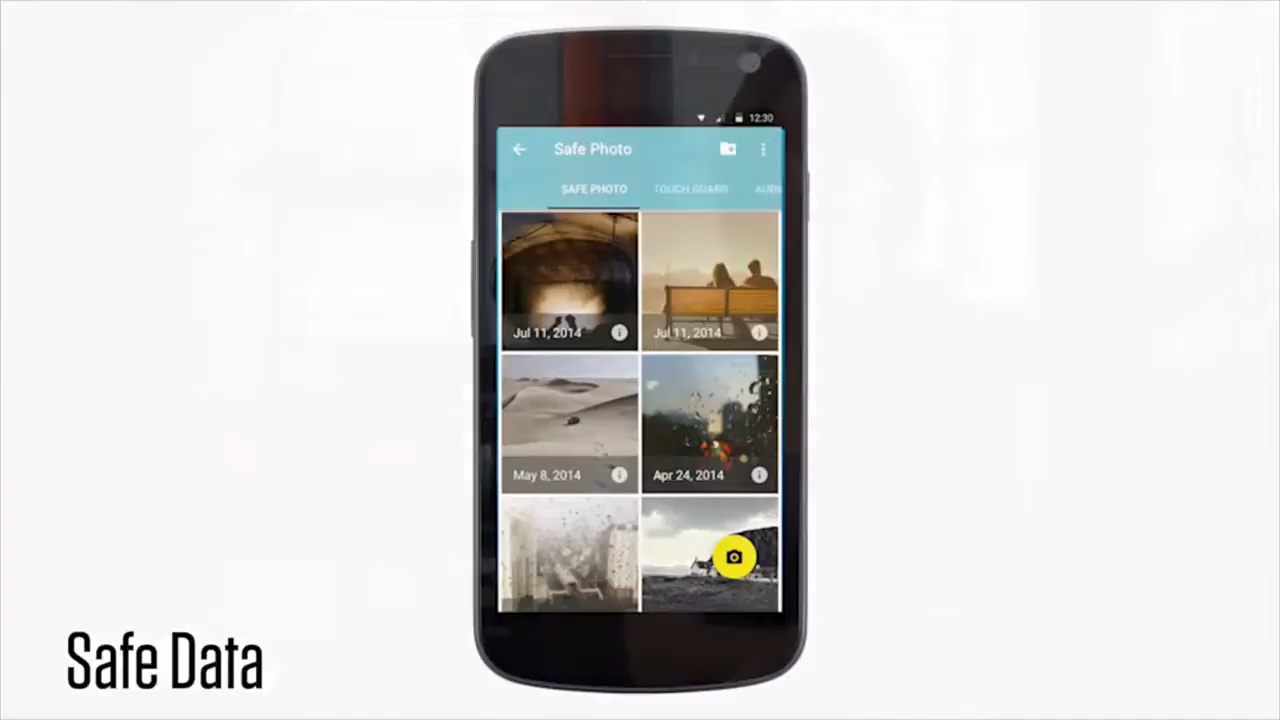 12:30
Safe Photo
SAFE PHOTO TOUCH GUARD AUDI
Jul 11, 2014 Jul 11, 2014
May 8, 2014 Apr 24, 2014
Safe Data